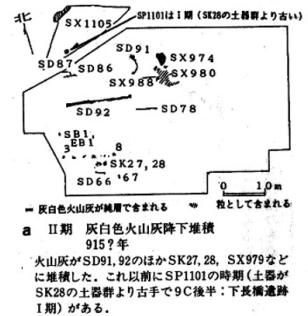 北
SX1105
SP1101はⅠ期（SK28の土器群より古い）
SD91
SX974
SD87
SD86
SX988
SX980
SD92
SD78
SB1,
3
EB1
8
SK27, 28
SD66
67
0 10m
灰白色火山灰が純層で含まれる
粒として含まれる
a Ⅱ期 灰白色火山灰降下堆積
915?年
火山灰がSD91, 92のほかSK27, 28, SX979など
に堆積した。これ以前にSP1101の時期（土器が
SK28の土器群より古手で9C後半：下長橋遺跡
Ⅰ期）がある。